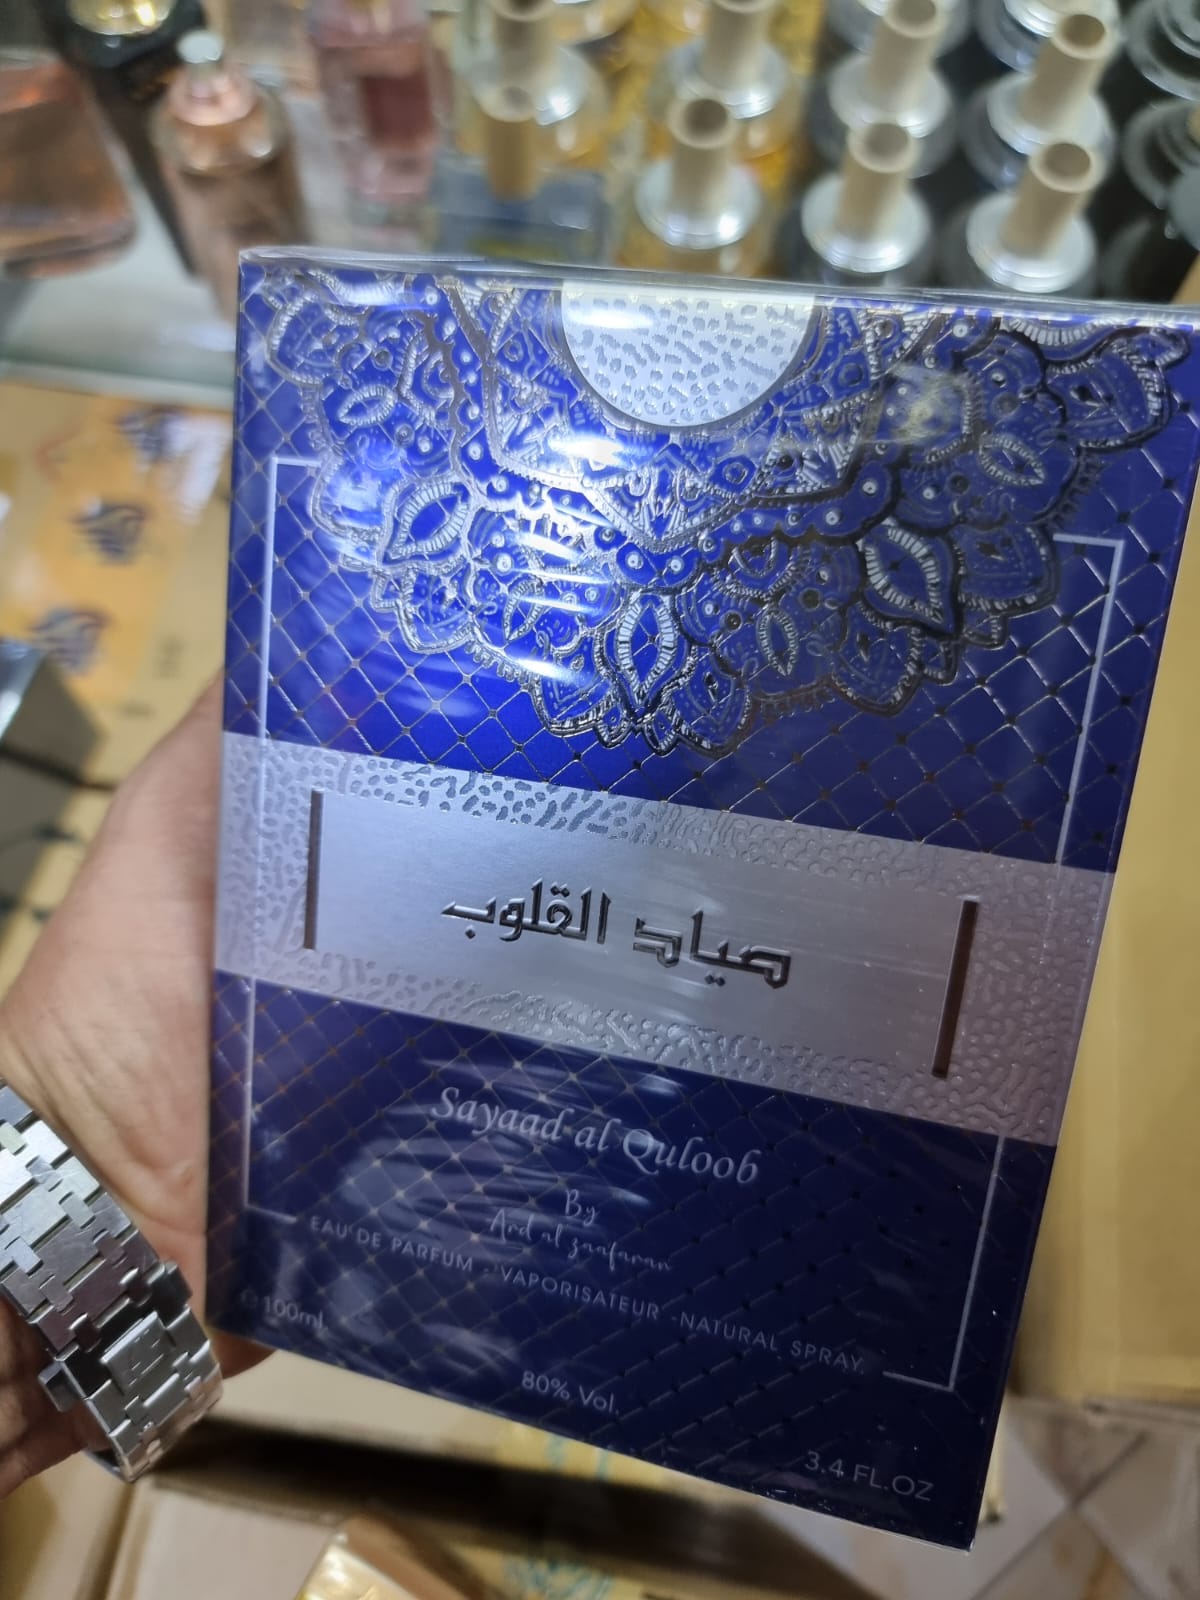 صياد القلوب
Sayaad al Quloob
By
Ard al zaafaran
EAU DE PARFUM - VAPORISATEUR -NATURAL SPRAY.
℮100ml.
80% Vol.
3.4 FL.OZ